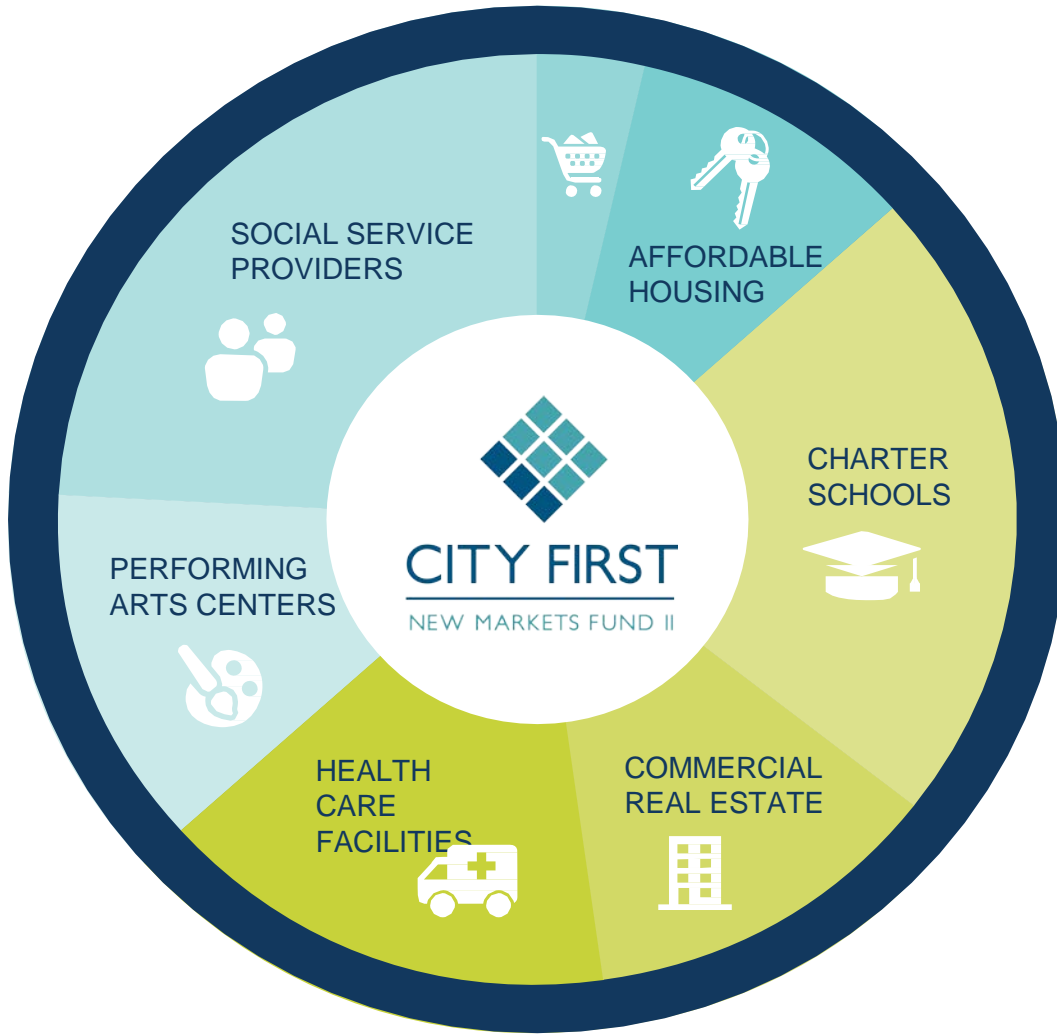 SOCIAL SERVICE
PROVIDERS
AFFORDABLE
HOUSING
CHARTER
SCHOOLS
PERFORMING
ARTS CENTERS
CITY FIRST
NEW MARKETS FUND II
HEALTH
CARE
FACILITIES
COMMERCIAL
REAL ESTATE